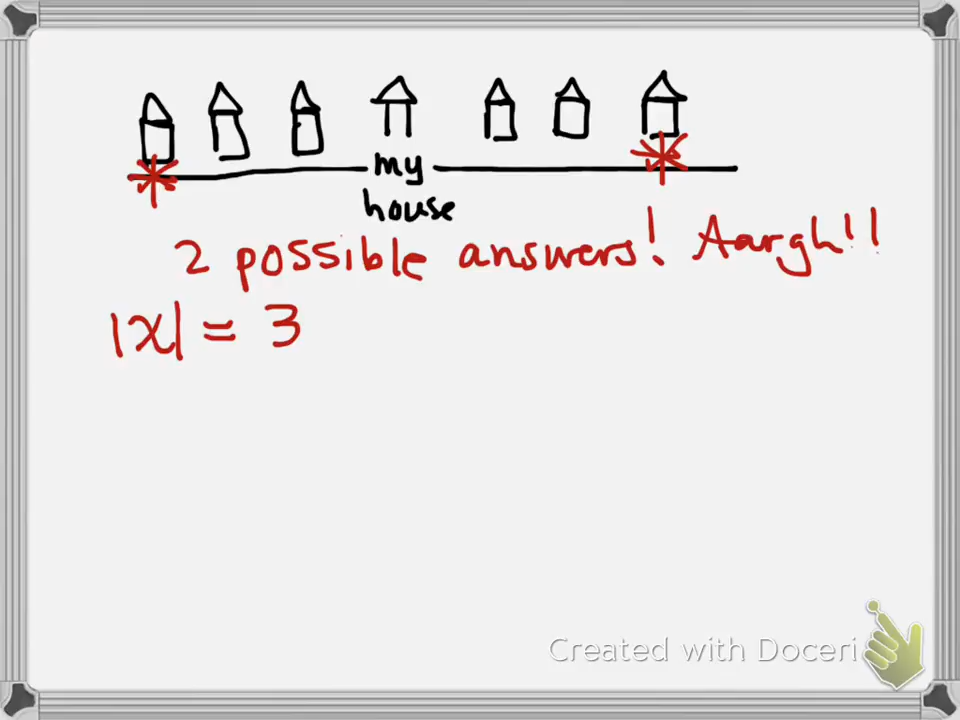 my
house
2 possible answers! Aargh!!
|x| = 3
Created with Doceri